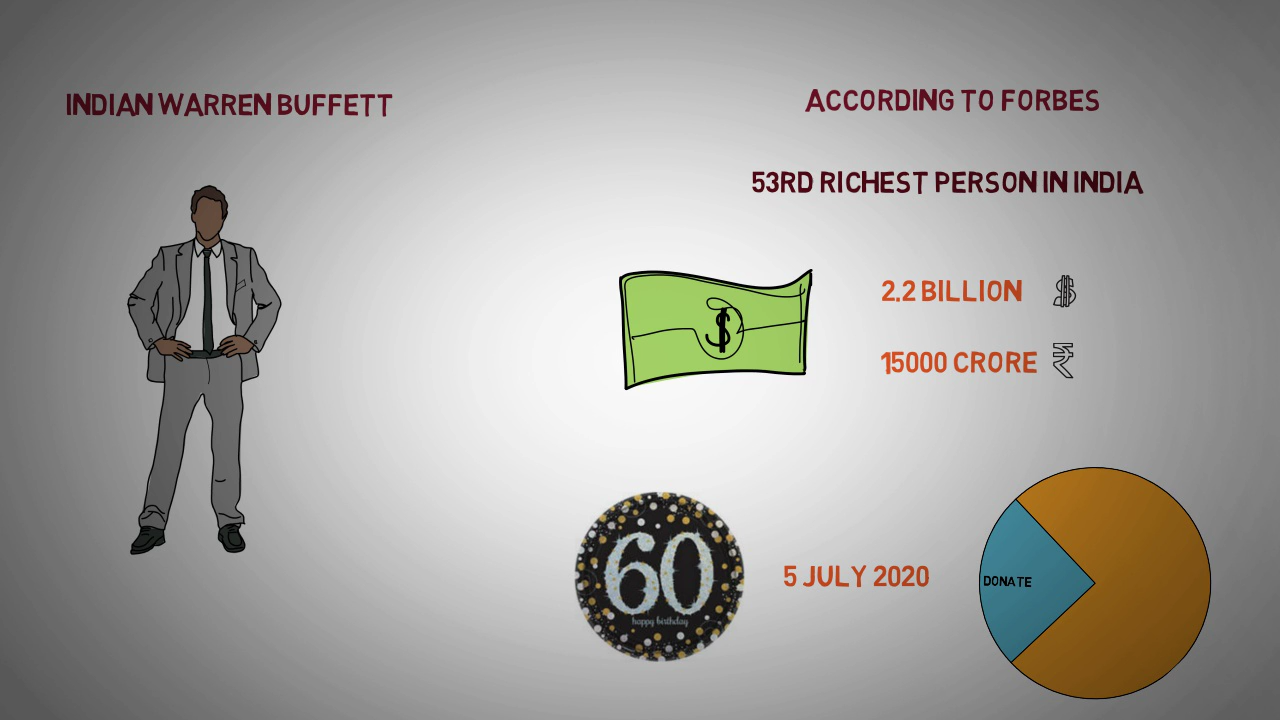 INDIAN WARREN BUFFETT
ACCORDING TO FORBES
53RD RICHEST PERSON IN INDIA
$
2.2 BILLION $
15000 CRORE ₹
60
happy birthday
5 JULY 2020
DONATE